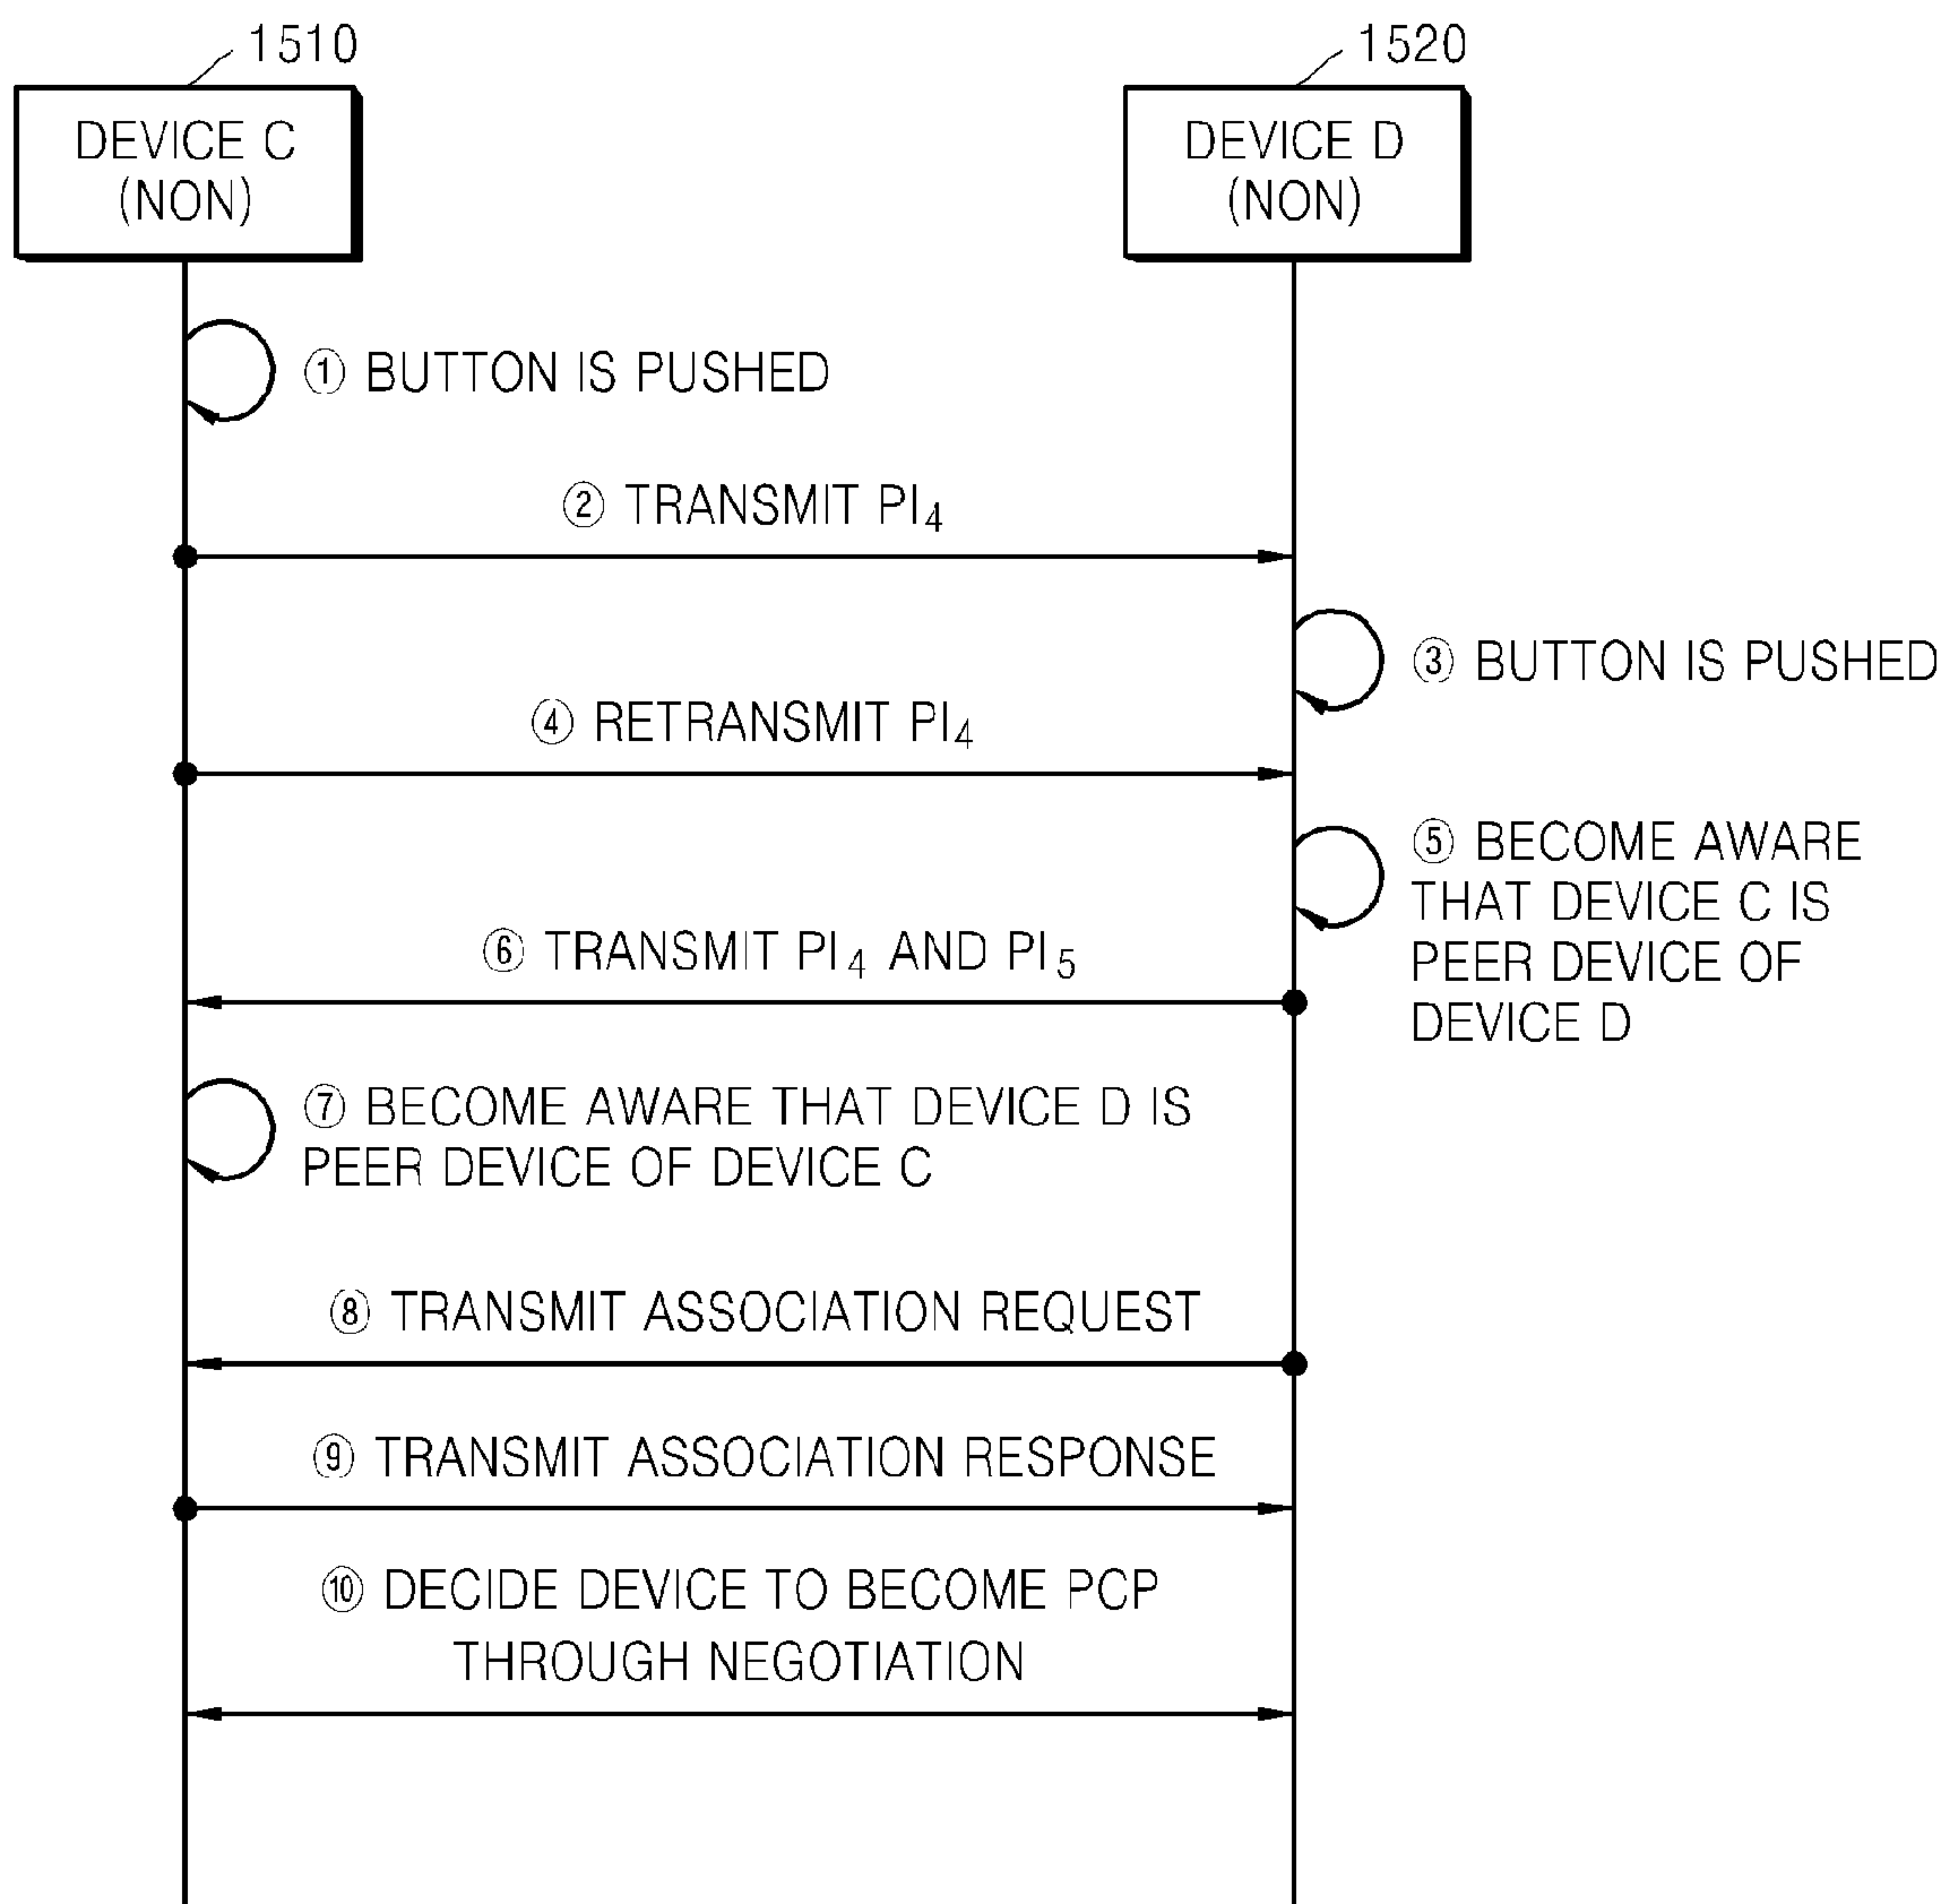 1510
1520
DEVICE C
(NON)
DEVICE D
(NON)
① BUTTON IS PUSHED
② TRANSMIT PI₄
③ BUTTON IS PUSHED
④ RETRANSMIT PI₄
⑤ BECOME AWARE
THAT DEVICE C IS
PEER DEVICE OF
DEVICE D
⑥ TRANSMIT PI₄ AND PI₅
⑦ BECOME AWARE THAT DEVICE D IS
PEER DEVICE OF DEVICE C
⑧ TRANSMIT ASSOCIATION REQUEST
⑨ TRANSMIT ASSOCIATION RESPONSE
⑩ DECIDE DEVICE TO BECOME PCP
THROUGH NEGOTIATION